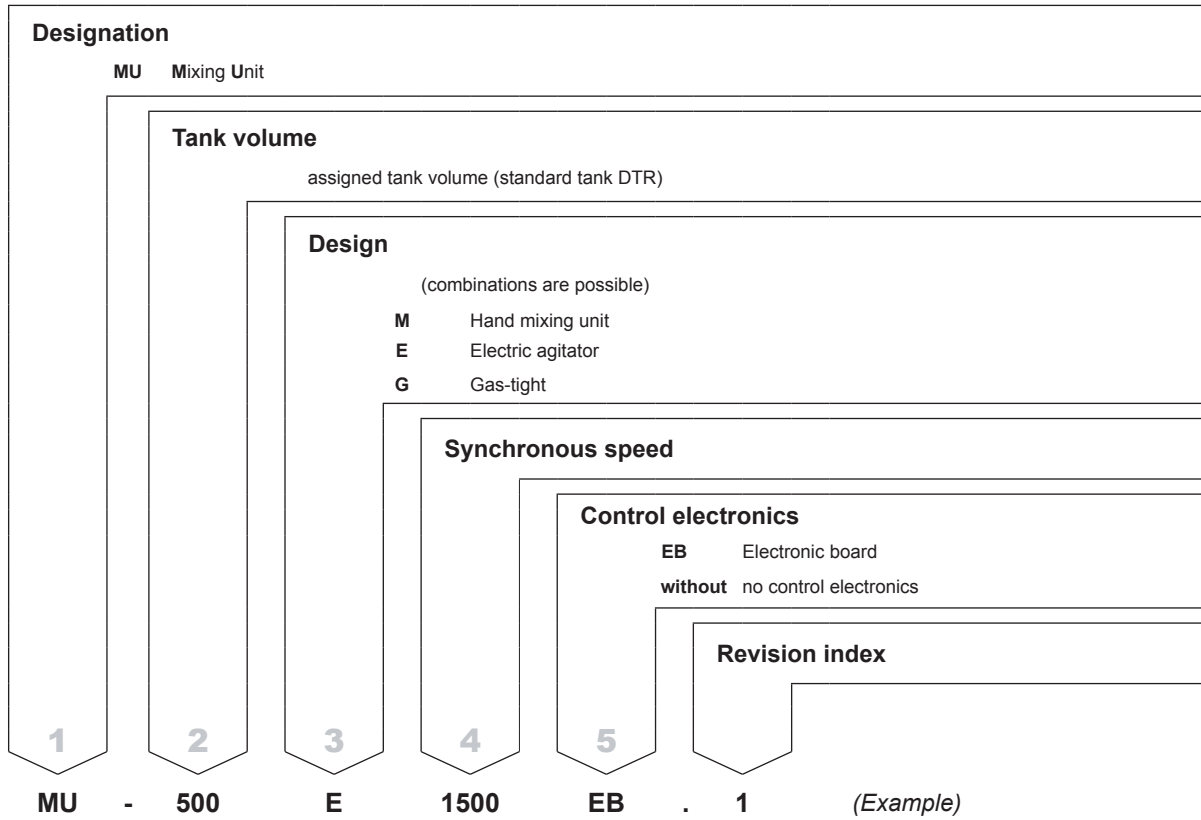 Designation
MU Mixing Unit
Tank volume
assigned tank volume (standard tank DTR)
Design
(combinations are possible)
M Hand mixing unit
E Electric agitator
G Gas-tight
Synchronous speed
Control electronics
EB Electronic board
without no control electronics
Revision index
1 2 3 4 5
MU - 500 E 1500 EB . 1 (Example)